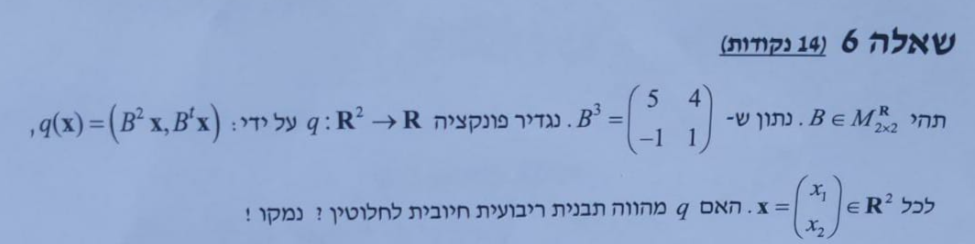 שאלה 6 (14 נקודות)
תהי $B \in M_{2\times 2}^{\mathbf{R}}$. נתון ש- $B^3 = \begin{pmatrix} 5 & 4 \\ -1 & 1 \end{pmatrix}$. נגדיר פונקציה $q : \mathbf{R}^2 \to \mathbf{R}$ על ידי: $q(\mathbf{x}) = \left( B^2 \mathbf{x}, B^t \mathbf{x} \right)$,
לכל $\mathbf{x} = \begin{pmatrix} x_1 \\ x_2 \end{pmatrix} \in \mathbf{R}^2$. האם $q$ מהווה תבנית ריבועית חיובית לחלוטין ? נמקו !